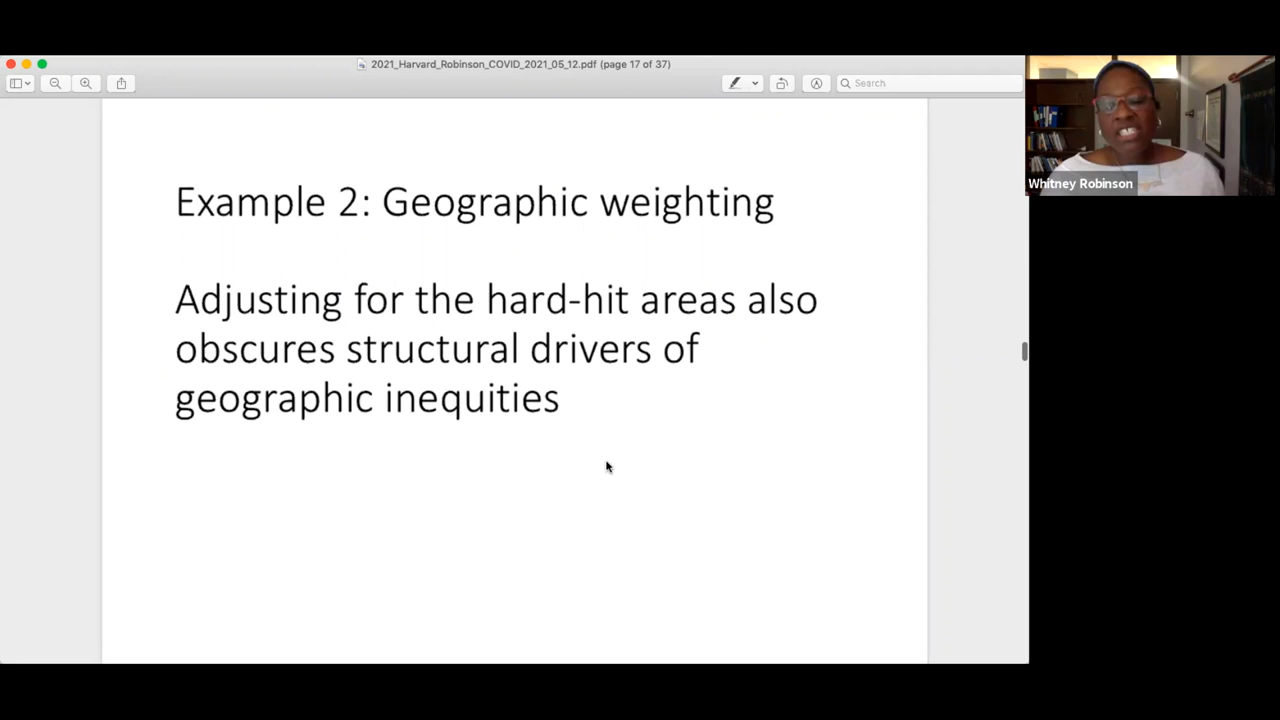 2021_Harvard_Robinson_COVID_2021_05_12.pdf (page 17 of 37)
Search
Example 2: Geographic weighting
Adjusting for the hard-hit areas also
obscures structural drivers of
geographic inequities
Whitney Robinson